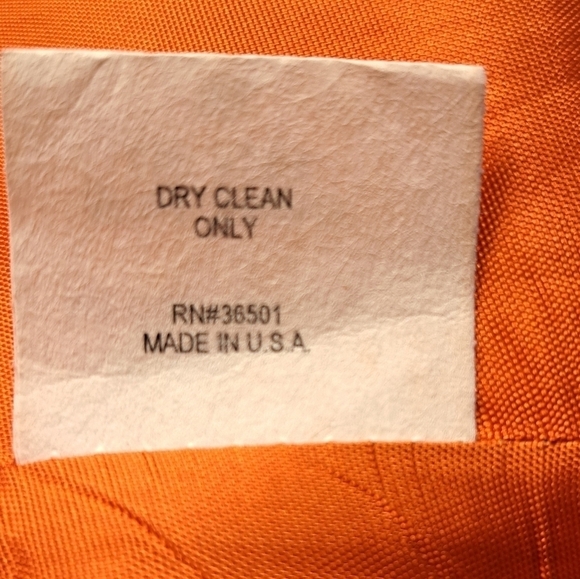 DRY CLEAN
ONLY
RN#36501
MADE IN U.S.A.